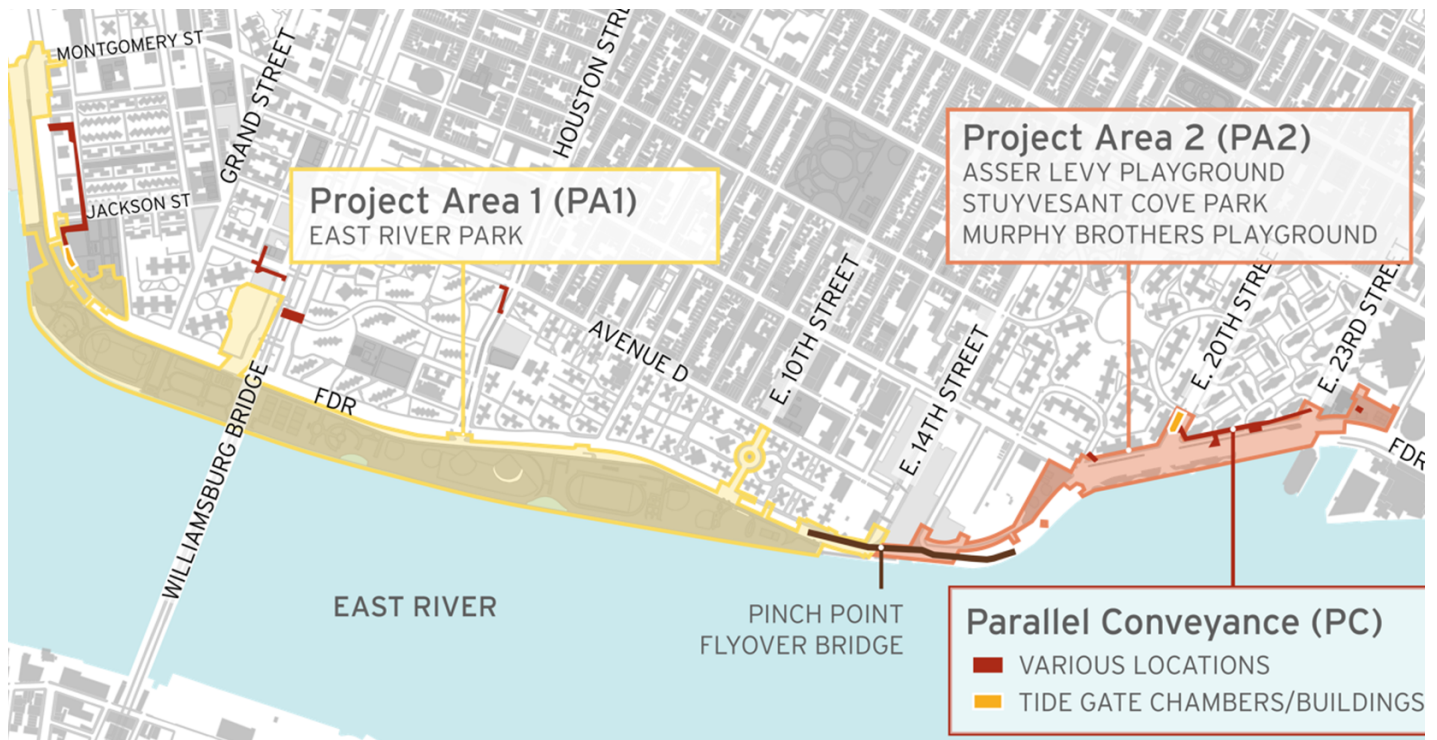 MONTGOMERY ST
GRAND STREET
HOUSTON STRE
JACKSON ST
Project Area 1 (PA1)
EAST RIVER PARK
Project Area 2 (PA2)
ASSER LEVY PLAYGROUND
STUYVESANT COVE PARK
MURPHY BROTHERS PLAYGROUND
AVENUE D
E. 10TH STREET
E. 14TH STREET
E. 20TH STREE
E. 23RD STREET
FDR
FDR
WILLIAMSBURG BRIDGE
EAST RIVER
PINCH POINT
FLYOVER BRIDGE
Parallel Conveyance (PC)
VARIOUS LOCATIONS
TIDE GATE CHAMBERS/BUILDINGS